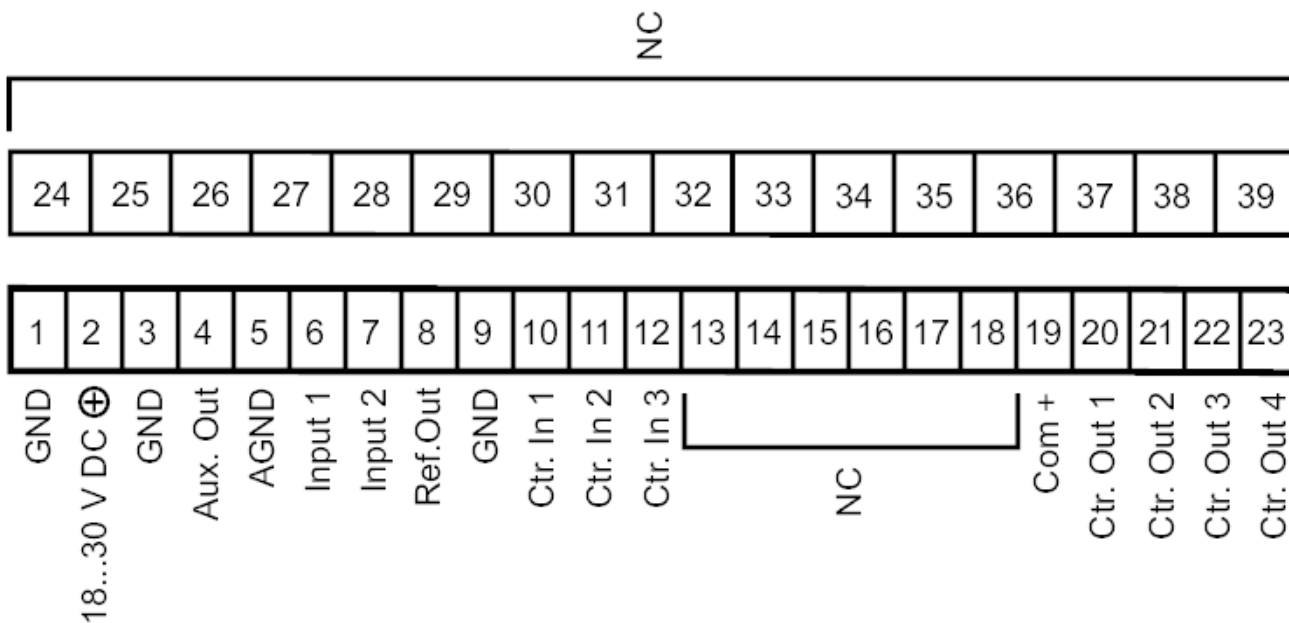 NC
24 25 26 27 28 29 30 31 32 33 34 35 36 37 38 39
1 2 3 4 5 6 7 8 9 10 11 12 13 14 15 16 17 18 19 20 21 22 23
GND
18...30 V DC ⊕
GND
Aux. Out
AGND
Input 1
Input 2
Ref.Out
GND
Ctr. In 1
Ctr. In 2
Ctr. In 3
NC
Com +
Ctr. Out 1
Ctr. Out 2
Ctr. Out 3
Ctr. Out 4